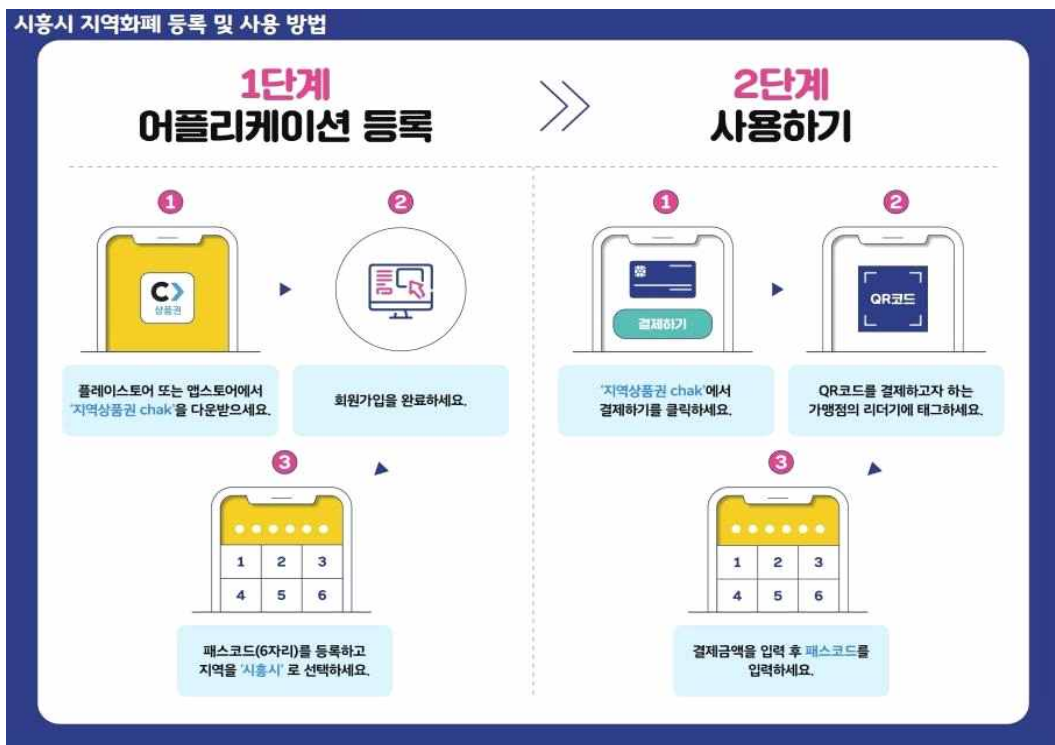 시흥시 지역화폐 등록 및 사용 방법
1단계
어플리케이션 등록
1
C
상품권
플레이스토어 또는 앱스토어에서
'지역상품권 chak'을 다운받으세요.
2
회원가입을 완료하세요.
3
1 2 3
4 5 6
패스코드(6자리)를 등록하고
지역을 '시흥시' 로 선택하세요.
2단계
사용하기
1
결제하기
'지역상품권 chak'에서
결제하기를 클릭하세요.
2
QR코드
QR코드를 결제하고자 하는
가맹점의 리더기에 태그하세요.
3
1 2 3
4 5 6
결제금액을 입력 후 패스코드를
입력하세요.